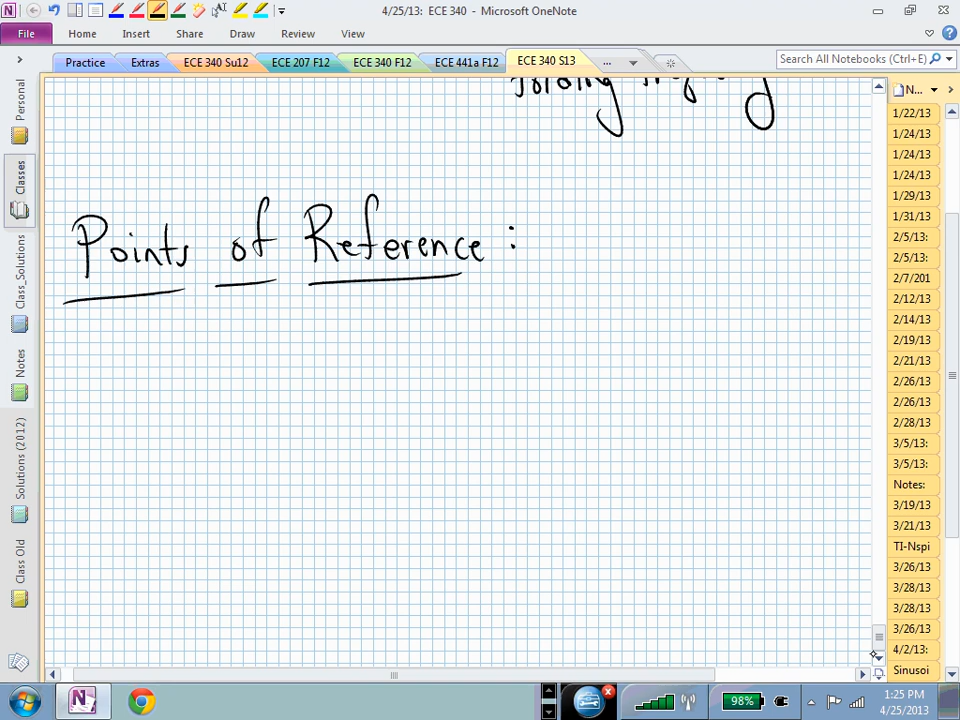 4/25/13: ECE 340 - Microsoft OneNote
File Home Insert Share Draw Review View
Practice Extras ECE 340 Su12 ECE 207 F12 ECE 340 F12 ECE 441a F12 ECE 340 S13 ...
Search All Notebooks (Ctrl+E)
Personal
Classes
Class_Solutions
Notes
Solutions (2012)
Class Old
Points of Reference :
N...
1/22/13
1/24/13
1/24/13
1/24/13
1/29/13
1/31/13
2/5/13:
2/5/13:
2/7/201
2/12/13
2/14/13
2/19/13
2/21/13
2/26/13
2/26/13
2/28/13
3/5/13:
3/5/13:
Notes:
3/19/13
3/21/13
TI-Nspi
3/26/13
3/28/13
3/28/13
3/26/13
4/2/13:
Sinusoi
98%
1:25 PM
4/25/2013